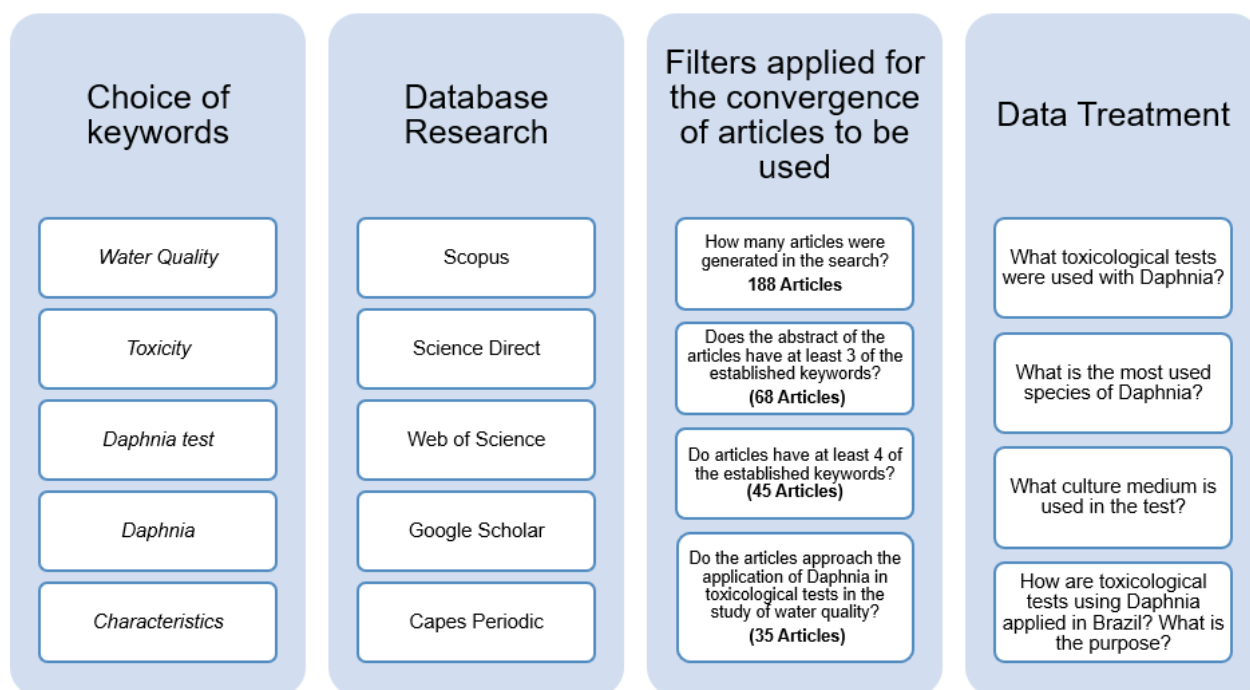 Choice of
keywords
Water Quality
Toxicity
Daphnia test
Daphnia
Characteristics
Database
Research
Scopus
Science Direct
Web of Science
Google Scholar
Capes Periodic
Filters applied for
the convergence
of articles to be
used
How many articles were
generated in the search?
188 Articles
Does the abstract of the
articles have at least 3 of the
established keywords?
(68 Articles)
Do articles have at least 4 of
the established keywords?
(45 Articles)
Do the articles approach the
application of Daphnia in
toxicological tests in the
study of water quality?
(35 Articles)
Data Treatment
What toxicological tests
were used with Daphnia?
What is the most used
species of Daphnia?
What culture medium is
used in the test?
How are toxicological
tests using Daphnia
applied in Brazil? What is
the purpose?